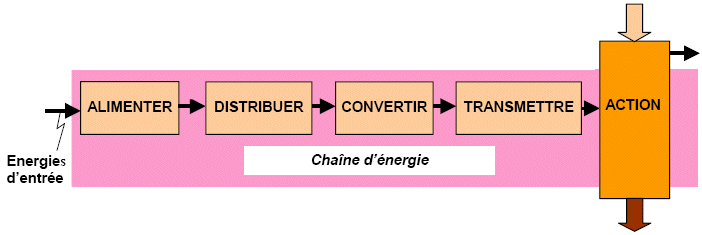 ALIMENTER
DISTRIBUER
CONVERTIR
TRANSMETTRE
ACTION
Energies
d'entrée
Chaîne d'énergie